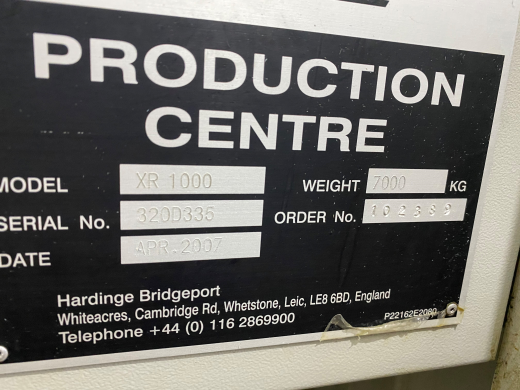 PRODUCTION
CENTRE
MODEL XR 1000 WEIGHT 7000 KG
SERIAL No. 320D335 ORDER No. 102389
DATE APR. 2007
Hardinge Bridgeport
Whiteacres, Cambridge Rd, Whetstone, Leic, LE8 6BD, England
Telephone +44 (0) 116 2869900
P22162E2080